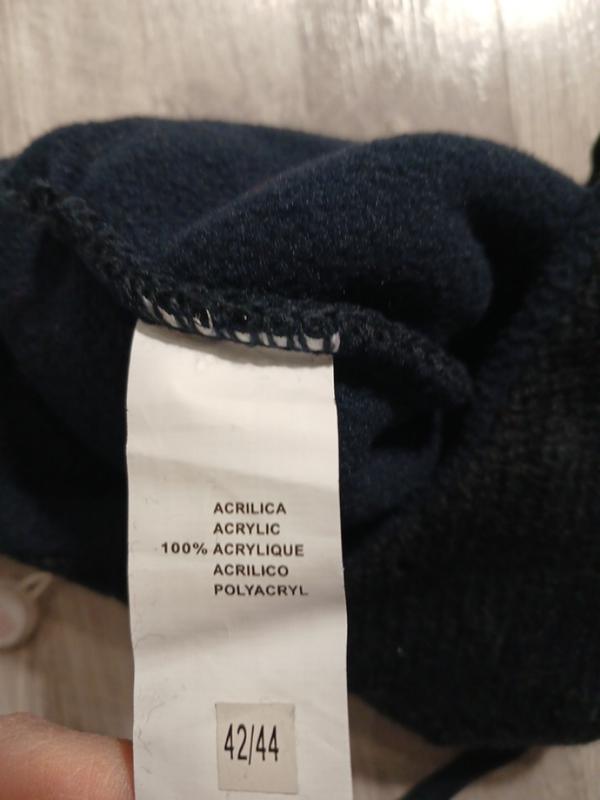 ACRILICA
ACRYLIC
100% ACRYLIQUE
ACRILICO
POLYACRYL
42/44